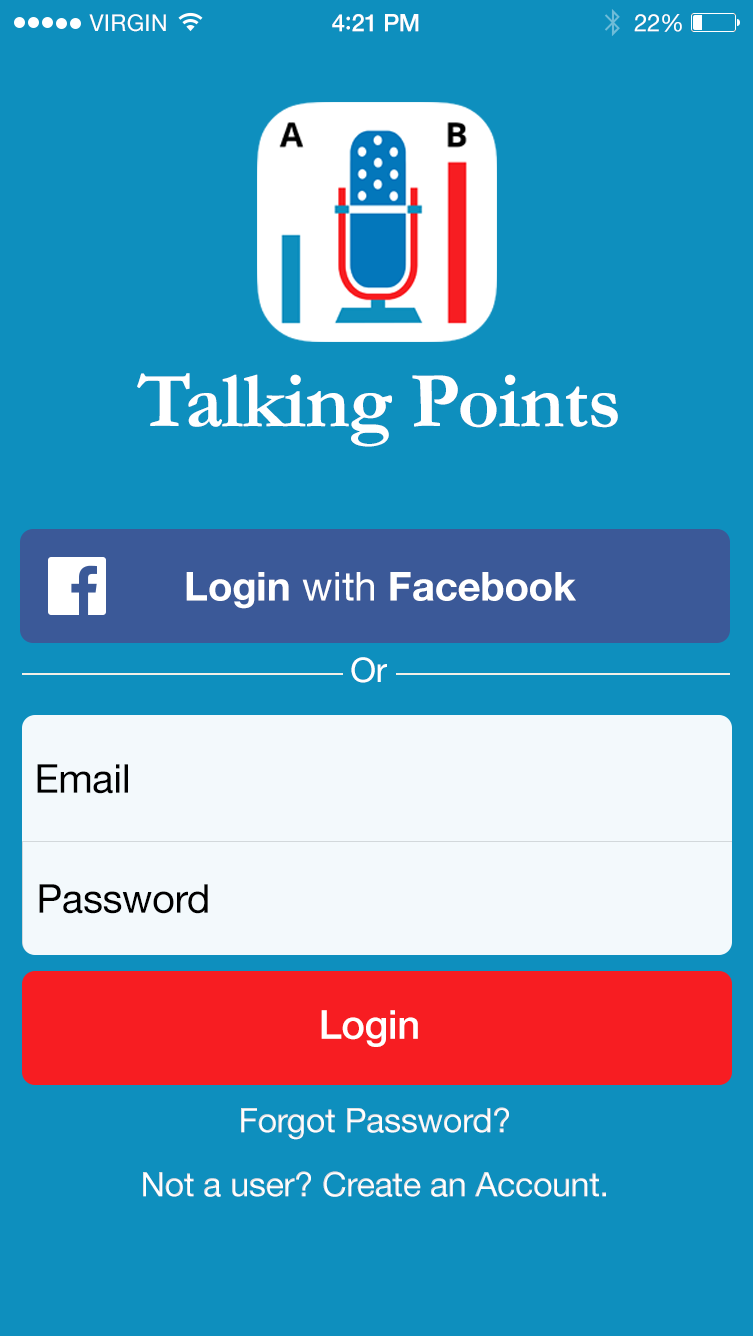 VIRGIN 4:21 PM 22%
A B
Talking Points
Login with Facebook
Or
Email
Password
Login
Forgot Password?
Not a user? Create an Account.